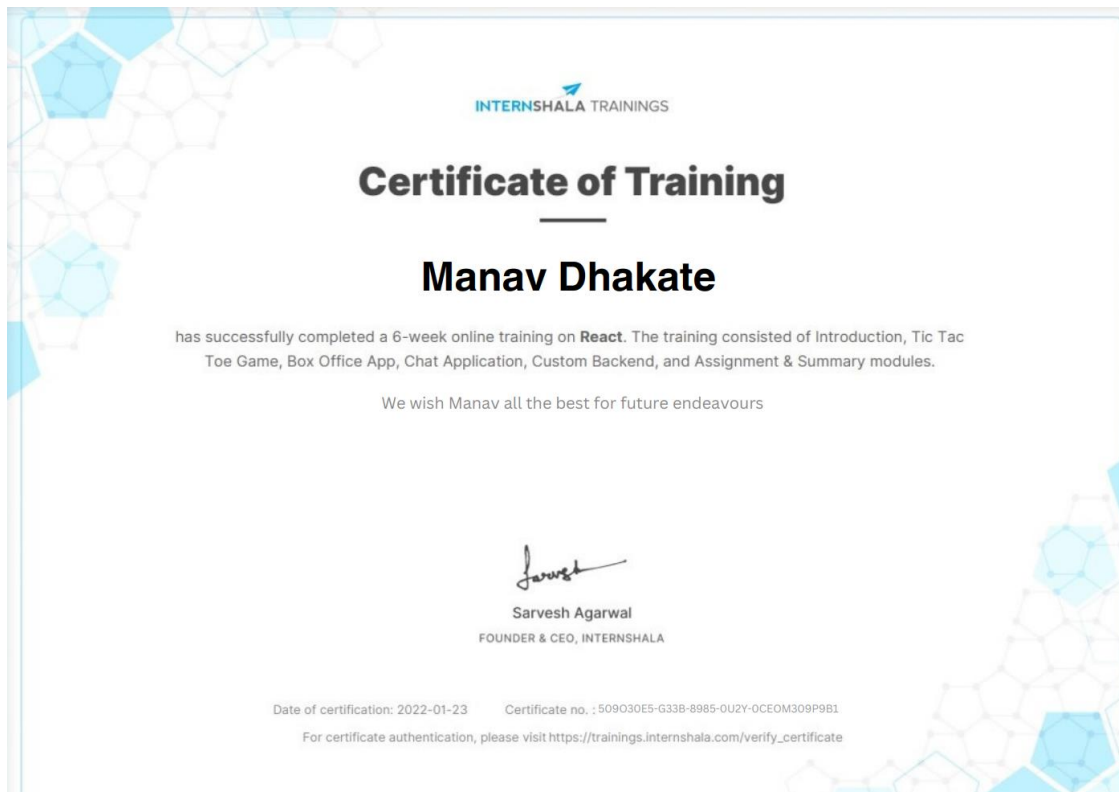 INTERNSHALA TRAININGS
Certificate of Training
Manav Dhakate
has successfully completed a 6-week online training on React. The training consisted of Introduction, Tic Tac
Toe Game, Box Office App, Chat Application, Custom Backend, and Assignment & Summary modules.
We wish Manav all the best for future endeavours
Sarvesh
Sarvesh Agarwal
FOUNDER & CEO, INTERNSHALA
Date of certification: 2022-01-23 Certificate no. : 509O30E5-G33B-8985-0U2Y-0CEOM309P9B1
For certificate authentication, please visit https://trainings.internshala.com/verify_certificate